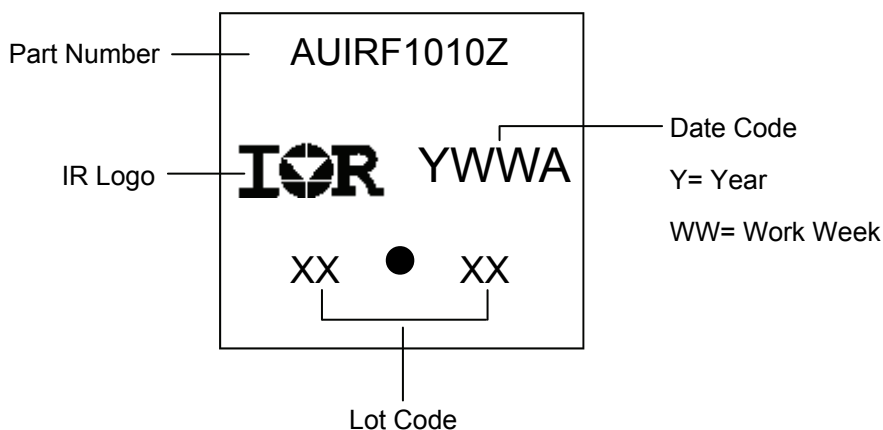 Part Number
AUIRF1010Z
IR Logo
IOR
YWWA
Date Code
Y= Year
WW= Work Week
XX ● XX
Lot Code